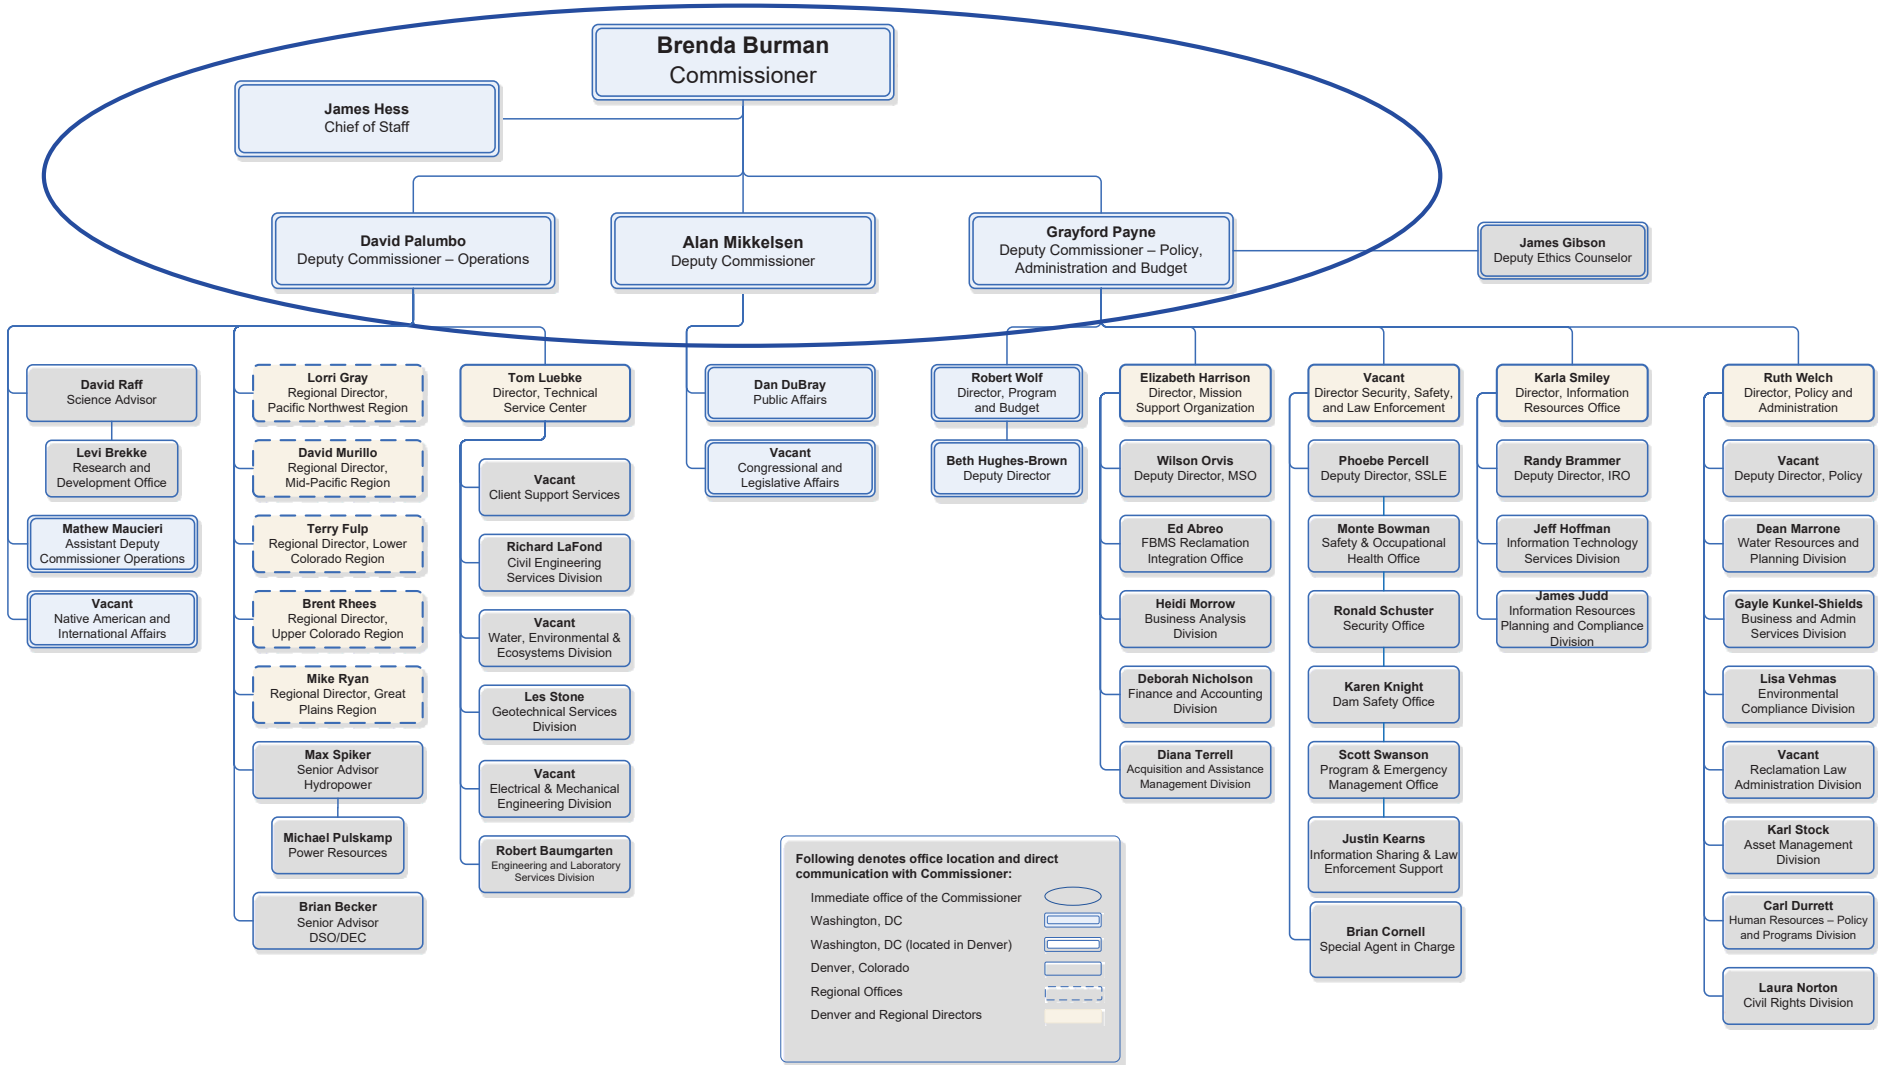 Brenda Burman
Commissioner
James Hess
Chief of Staff
David Palumbo
Deputy Commissioner – Operations
Alan Mikkelsen
Deputy Commissioner
Grayford Payne
Deputy Commissioner – Policy,
Administration and Budget
James Gibson
Deputy Ethics Counselor
David Raff
Science Advisor
Levi Brekke
Research and
Development Office
Mathew Maucieri
Assistant Deputy
Commissioner Operations
Vacant
Native American and
International Affairs
Lorri Gray
Regional Director,
Pacific Northwest Region
David Murillo
Regional Director,
Mid-Pacific Region
Terry Fulp
Regional Director, Lower
Colorado Region
Brent Rhees
Regional Director,
Upper Colorado Region
Mike Ryan
Regional Director, Great
Plains Region
Max Spiker
Senior Advisor
Hydropower
Michael Pulskamp
Power Resources
Brian Becker
Senior Advisor
DSO/DEC
Tom Luebke
Director, Technical
Service Center
Vacant
Client Support Services
Richard LaFond
Civil Engineering
Services Division
Vacant
Water, Environmental &
Ecosystems Division
Les Stone
Geotechnical Services
Division
Vacant
Electrical & Mechanical
Engineering Division
Robert Baumgarten
Engineering and Laboratory
Services Division
Dan DuBray
Public Affairs
Vacant
Congressional and
Legislative Affairs
Robert Wolf
Director, Program
and Budget
Beth Hughes-Brown
Deputy Director
Elizabeth Harrison
Director, Mission
Support Organization
Wilson Orvis
Deputy Director, MSO
Ed Abreo
FBMS Reclamation
Integration Office
Heidi Morrow
Business Analysis
Division
Deborah Nicholson
Finance and Accounting
Division
Diana Terrell
Acquisition and Assistance
Management Division
Vacant
Director Security, Safety,
and Law Enforcement
Phoebe Percell
Deputy Director, SSLE
Monte Bowman
Safety & Occupational
Health Office
Ronald Schuster
Security Office
Karen Knight
Dam Safety Office
Scott Swanson
Program & Emergency
Management Office
Justin Kearns
Information Sharing & Law
Enforcement Support
Brian Cornell
Special Agent in Charge
Karla Smiley
Director, Information
Resources Office
Randy Brammer
Deputy Director, IRO
Jeff Hoffman
Information Technology
Services Division
James Judd
Information Resources
Planning and Compliance
Division
Ruth Welch
Director, Policy and
Administration
Vacant
Deputy Director, Policy
Dean Marrone
Water Resources and
Planning Division
Gayle Kunkel-Shields
Business and Admin
Services Division
Lisa Vehmas
Environmental
Compliance Division
Vacant
Reclamation Law
Administration Division
Karl Stock
Asset Management
Division
Carl Durrett
Human Resources – Policy
and Programs Division
Laura Norton
Civil Rights Division
Following denotes office location and direct
communication with Commissioner:
Immediate office of the Commissioner
Washington, DC
Washington, DC (located in Denver)
Denver, Colorado
Regional Offices
Denver and Regional Directors